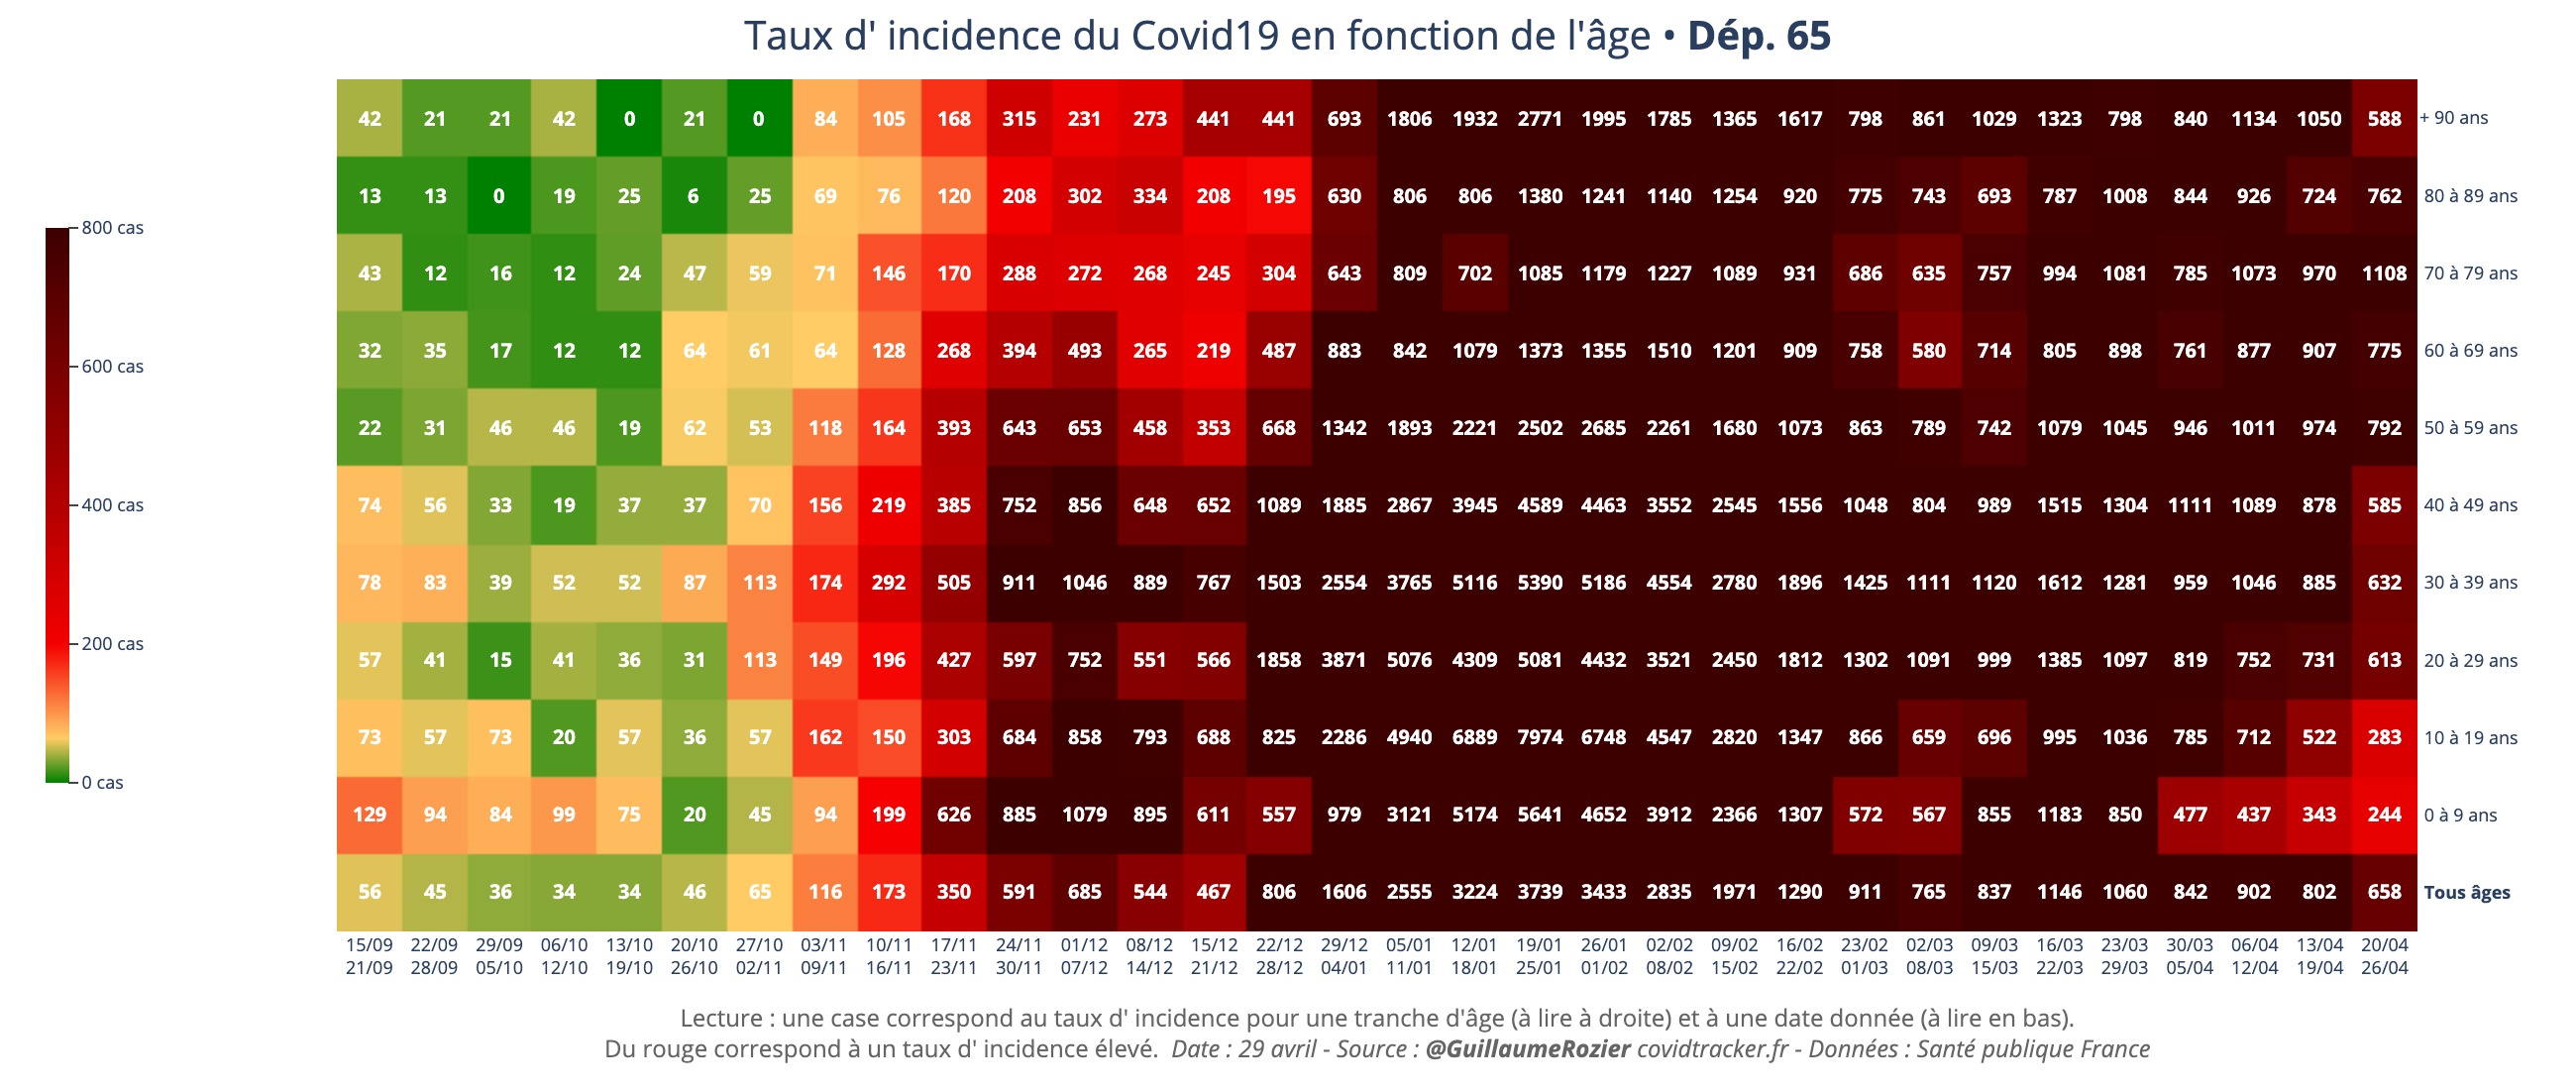 Taux d' incidence du Covid19 en fonction de l'âge • Dép. 65
42 21 21 42 0 21 0 84 105 168 315 231 273 441 441 693 1806 1932 2771 1995 1785 1365 1617 798 861 1029 1323 798 840 1134 1050 588 + 90 ans
13 13 0 19 25 6 25 69 76 120 208 302 334 208 195 630 806 806 1380 1241 1140 1254 920 775 743 693 787 1008 844 926 724 762 80 à 89 ans
800 cas
43 12 16 12 24 47 59 71 146 170 288 272 268 245 304 643 809 702 1085 1179 1227 1089 931 686 635 757 994 1081 785 1073 970 1108 70 à 79 ans
32 35 17 12 12 64 61 64 128 268 394 493 265 219 487 883 842 1079 1373 1355 1510 1201 909 758 580 714 805 898 761 877 907 775 60 à 69 ans
600 cas
22 31 46 46 19 62 53 118 164 393 643 653 458 353 668 1342 1893 2221 2502 2685 2261 1680 1073 863 789 742 1079 1045 946 1011 974 792 50 à 59 ans
400 cas
74 56 33 19 37 37 70 156 219 385 752 856 648 652 1089 1885 2867 3945 4589 4463 3552 2545 1556 1048 804 989 1515 1304 1111 1089 878 585 40 à 49 ans
78 83 39 52 52 87 113 174 292 505 911 1046 889 767 1503 2554 3765 5116 5390 5186 4554 2780 1896 1425 1111 1120 1612 1281 959 1046 885 632 30 à 39 ans
200 cas
57 41 15 41 36 31 113 149 196 427 597 752 551 566 1858 3871 5076 4309 5081 4432 3521 2450 1812 1302 1091 999 1385 1097 819 752 731 613 20 à 29 ans
73 57 73 20 57 36 57 162 150 303 684 858 793 688 825 2286 4940 6889 7974 6748 4547 2820 1347 866 659 696 995 1036 785 712 522 283 10 à 19 ans
0 cas
129 94 84 99 75 20 45 94 199 626 885 1079 895 611 557 979 3121 5174 5641 4652 3912 2366 1307 572 567 855 1183 850 477 437 343 244 0 à 9 ans
56 45 36 34 34 46 65 116 173 350 591 685 544 467 806 1606 2555 3224 3739 3433 2835 1971 1290 911 765 837 1146 1060 842 902 802 658 Tous âges
15/09 22/09 29/09 06/10 13/10 20/10 27/10 03/11 10/11 17/11 24/11 01/12 08/12 15/12 22/12 29/12 05/01 12/01 19/01 26/01 02/02 09/02 16/02 23/02 02/03 09/03 16/03 23/03 30/03 06/04 13/04 20/04
21/09 28/09 05/10 12/10 19/10 26/10 02/11 09/11 16/11 23/11 30/11 07/12 14/12 21/12 28/12 04/01 11/01 18/01 25/01 01/02 08/02 15/02 22/02 01/03 08/03 15/03 22/03 29/03 05/04 12/04 19/04 26/04
Lecture : une case correspond au taux d' incidence pour une tranche d'âge (à lire à droite) et à une date donnée (à lire en bas).
Du rouge correspond à un taux d' incidence élevé. Date : 29 avril - Source : @GuillaumeRozier covidtracker.fr - Données : Santé publique France